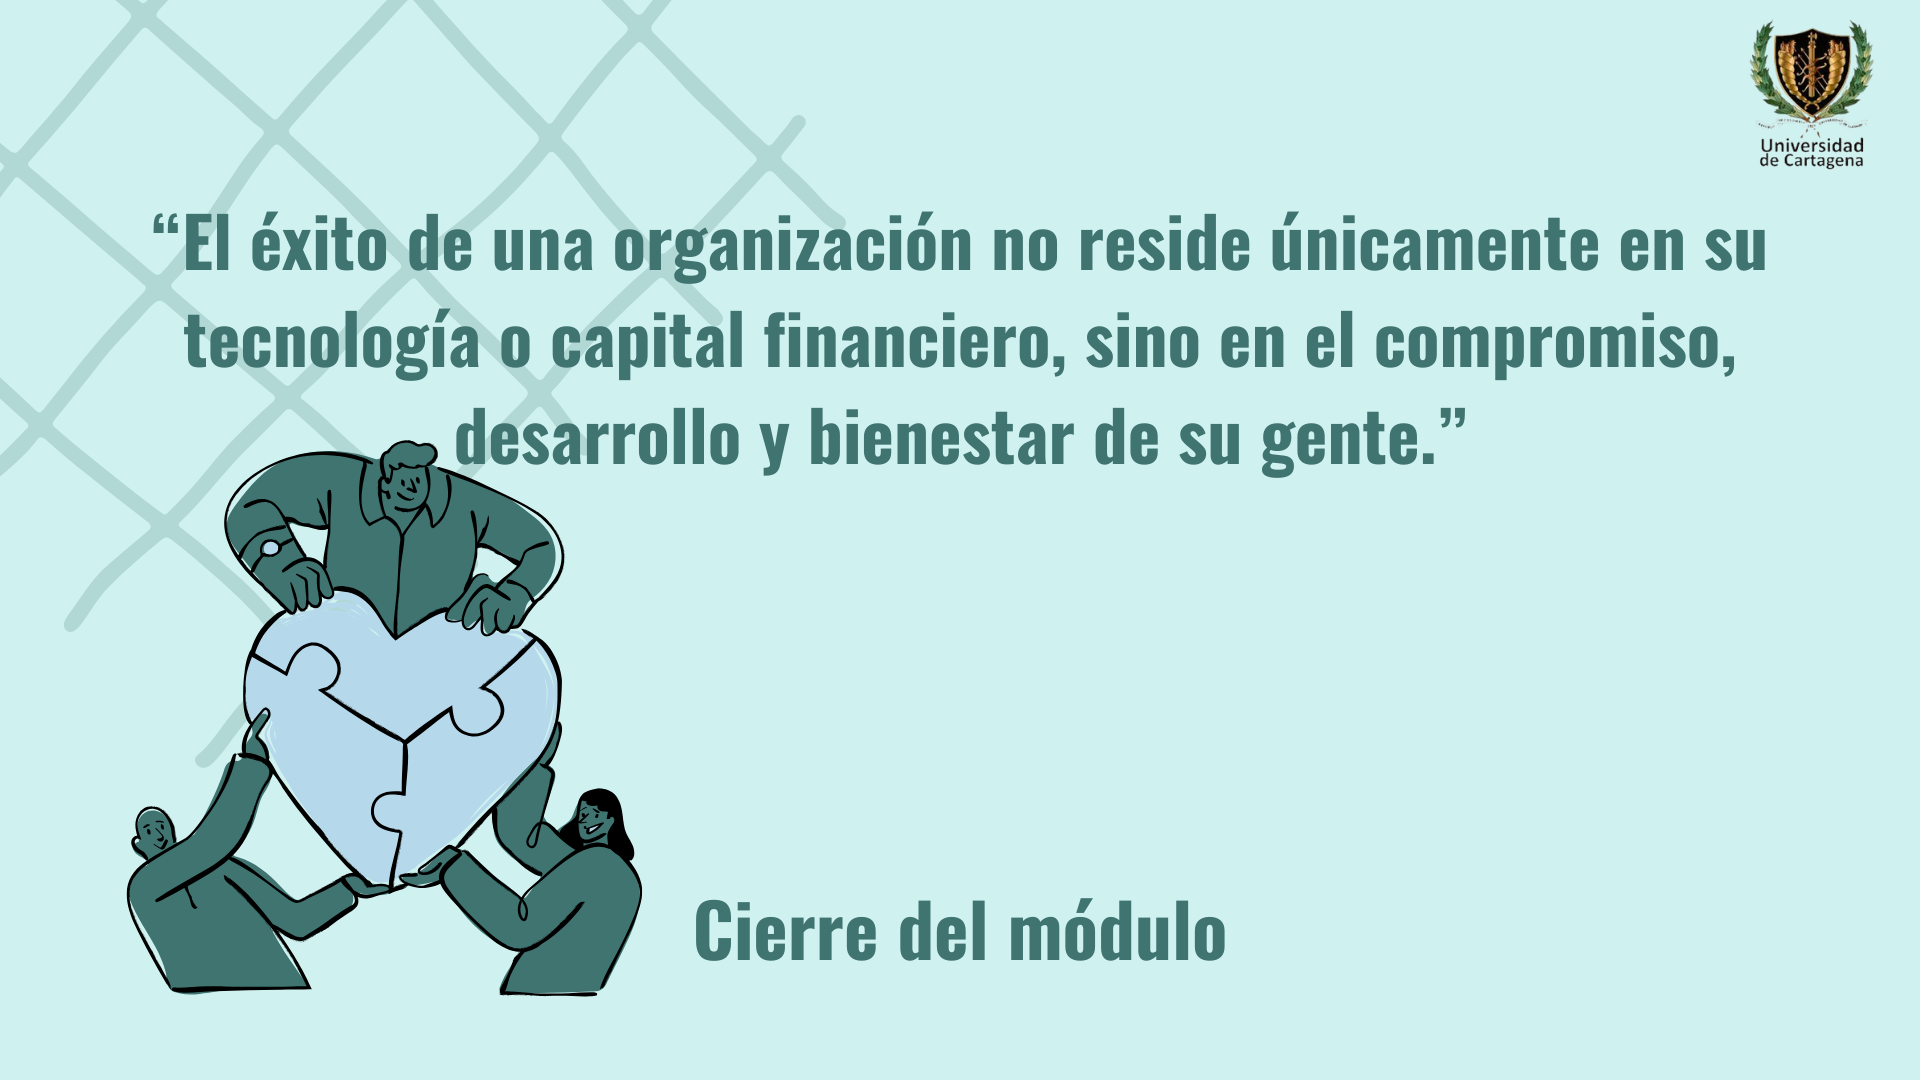 Universidad
de Cartagena
“El éxito de una organización no reside únicamente en su
tecnología o capital financiero, sino en el compromiso,
desarrollo y bienestar de su gente.”
Cierre del módulo